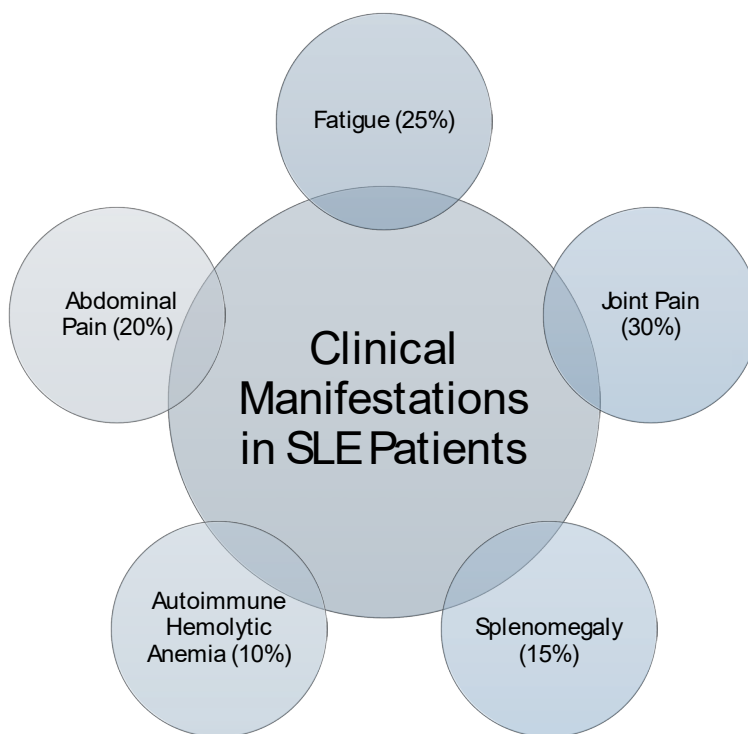 Fatigue (25%)
Abdominal
Pain (20%)
Joint Pain
(30%)
Clinical
Manifestations
in SLE Patients
Autoimmune
Hemolytic
Anemia (10%)
Splenomegaly
(15%)